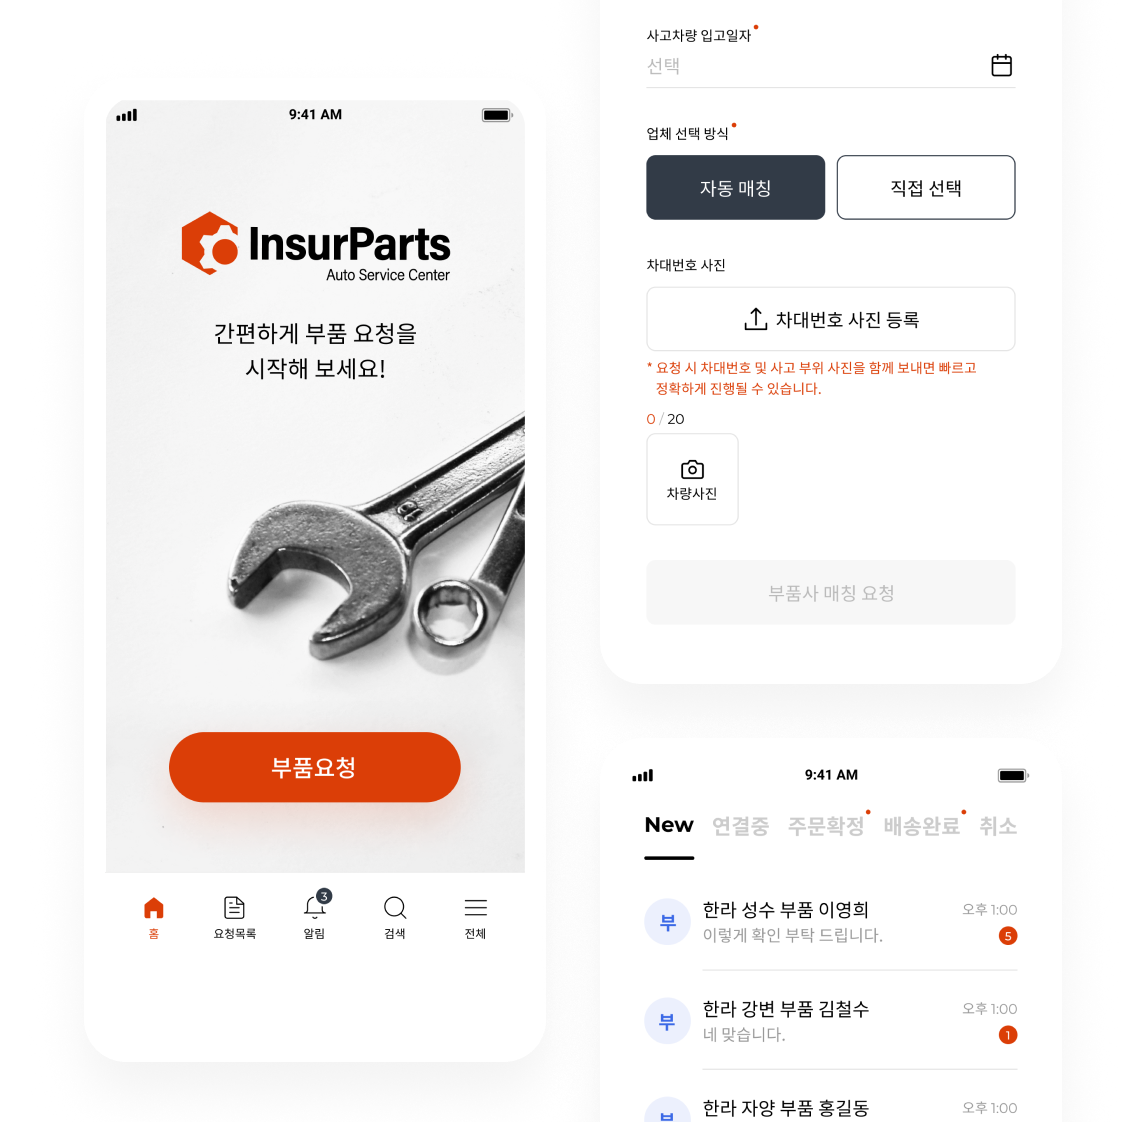 9:41 AM
InsurParts
Auto Service Center
간편하게 부품 요청을
시작해 보세요!
부품요청
3
홈
요청목록
알림
검색
전체
사고차량 입고일자
선택
업체 선택 방식
자동 매칭
직접 선택
차대번호 사진
차대번호 사진 등록
* 요청 시 차대번호 및 사고 부위 사진을 함께 보내면 빠르고
정확하게 진행될 수 있습니다.
0 / 20
차량사진
부품사 매칭 요청
9:41 AM
New 연결중 주문확정 배송완료 취소
부
한라 성수 부품 이영희
오후 1:00
이렇게 확인 부탁 드립니다.
5
부
한라 강변 부품 김철수
오후 1:00
네 맞습니다.
1
부
한라 자양 부품 홍길동
오후 1:00